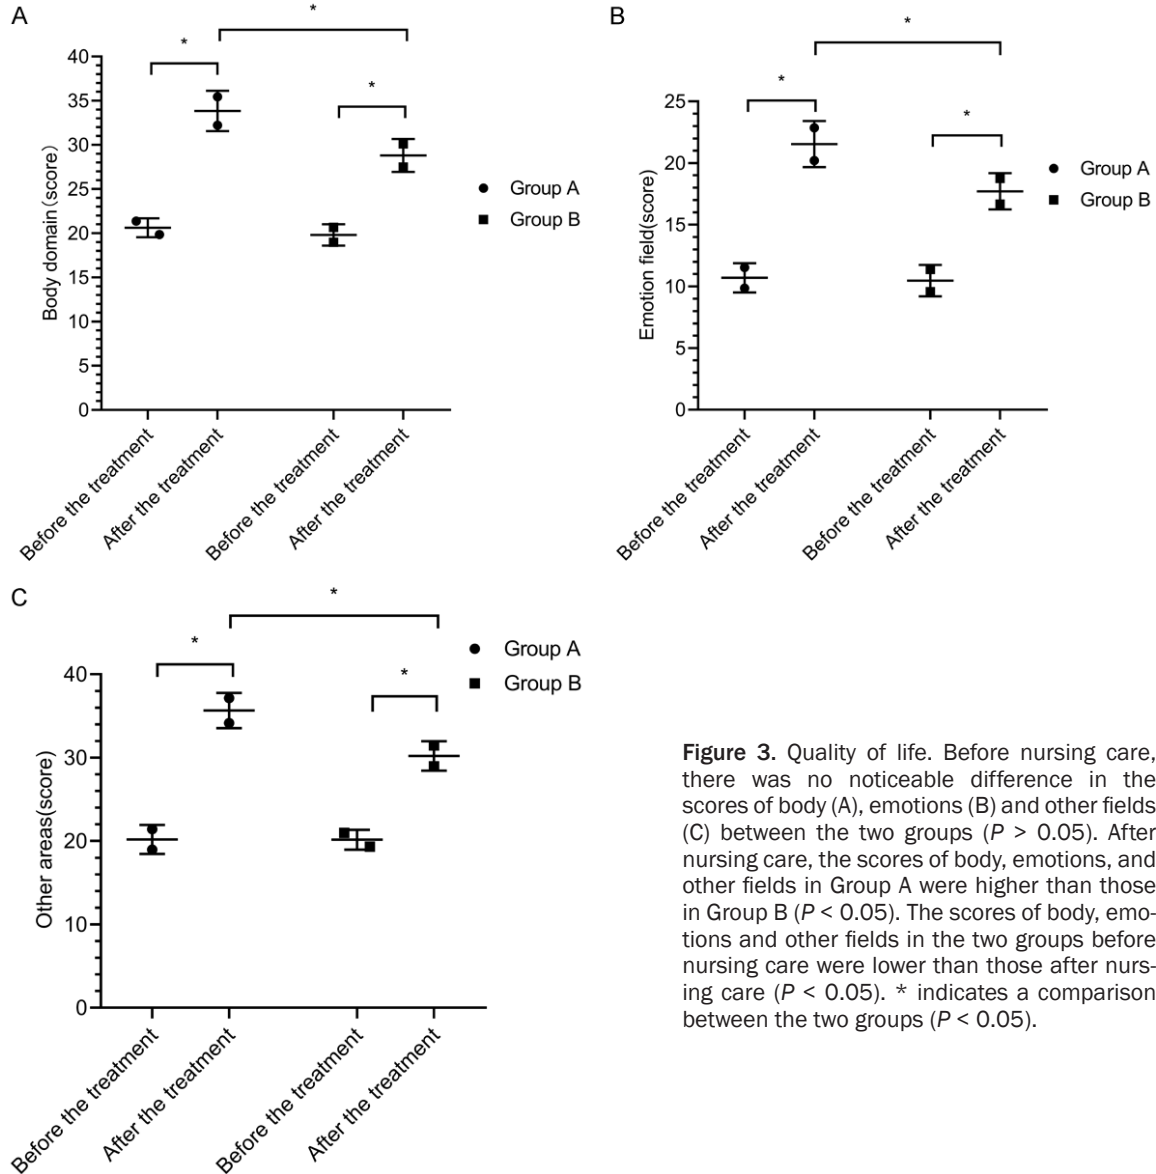 A
*
*
*
40
35
30
25
20
15
10
5
0
Body domain(score)
Group A
Group B
Before the treatment
After the treatment
Before the treatment
After the treatment
B
*
*
*
25
20
15
10
5
0
Emotion field(score)
Group A
Group B
Before the treatment
After the treatment
Before the treatment
After the treatment
C
*
*
*
40
30
20
10
0
Other areas(score)
Group A
Group B
Before the treatment
After the treatment
Before the treatment
After the treatment
Figure 3. Quality of life. Before nursing care,
there was no noticeable difference in the
scores of body (A), emotions (B) and other fields
(C) between the two groups (P > 0.05). After
nursing care, the scores of body, emotions, and
other fields in Group A were higher than those
in Group B (P < 0.05). The scores of body, emo-
tions and other fields in the two groups before
nursing care were lower than those after nurs-
ing care (P < 0.05). * indicates a comparison
between the two groups (P < 0.05).